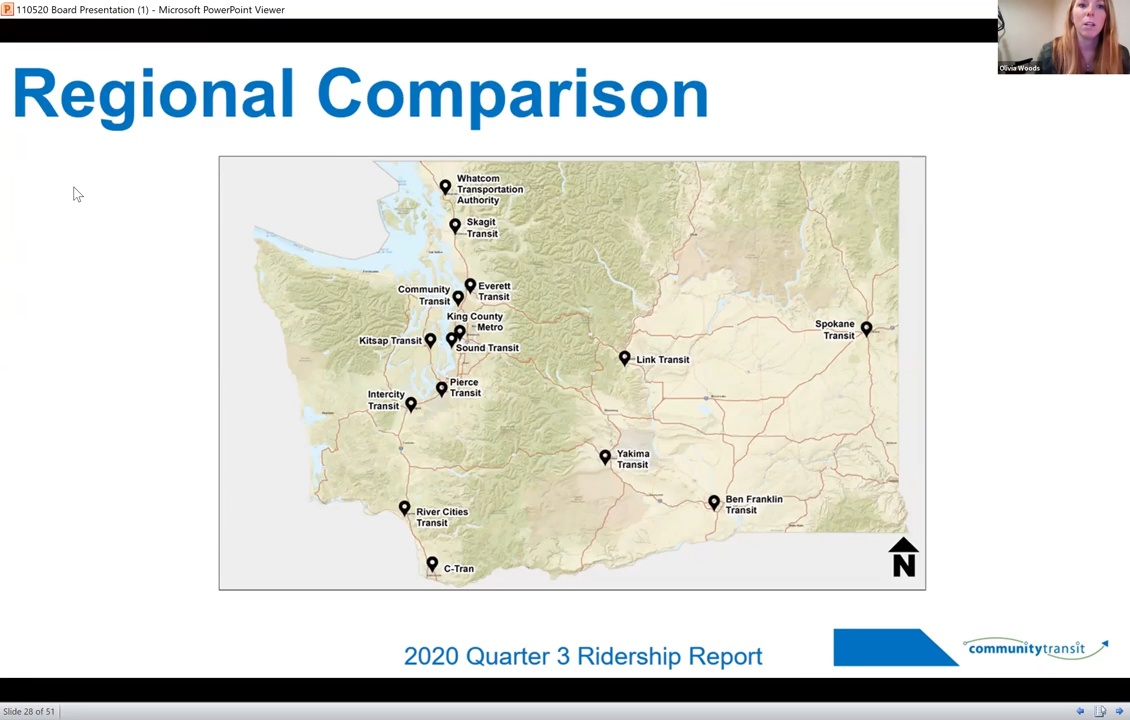 110520 Board Presentation (1) - Microsoft PowerPoint Viewer
Olivia Woods
Regional Comparison
Whatcom
Transportation
Authority
Skagit
Transit
Everett
Transit
Community
Transit
King County
Metro
Kitsap Transit
Sound Transit
Spokane
Transit
Link Transit
Pierce
Transit
Intercity
Transit
Yakima
Transit
Ben Franklin
Transit
River Cities
Transit
C-Tran
N
2020 Quarter 3 Ridership Report
communitytransit
Slide 28 of 51